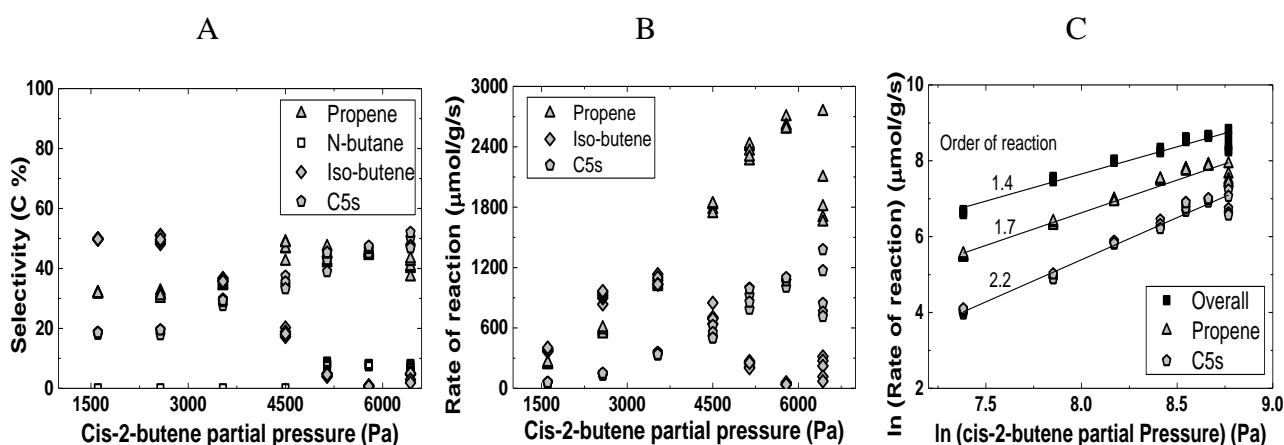 A
B
C
100
80
60
40
20
0
Selectivity (C %)
Propene
N-butane
Iso-butene
C5s
1500
3000
4500
6000
Cis-2-butene partial pressure (Pa)
3000
2400
1800
1200
600
0
Rate of reaction (μmol/g/s)
Propene
Iso-butene
C5s
1500
3000
4500
6000
Cis-2-butene partial pressure (Pa)
10
8
6
4
2
0
ln (Rate of reaction) (μmol/g/s)
Order of reaction
1.4
1.7
2.2
Overall
Propene
C5s
7.5
8.0
8.5
9.0
ln (cis-2-butene partial Pressure) (Pa)